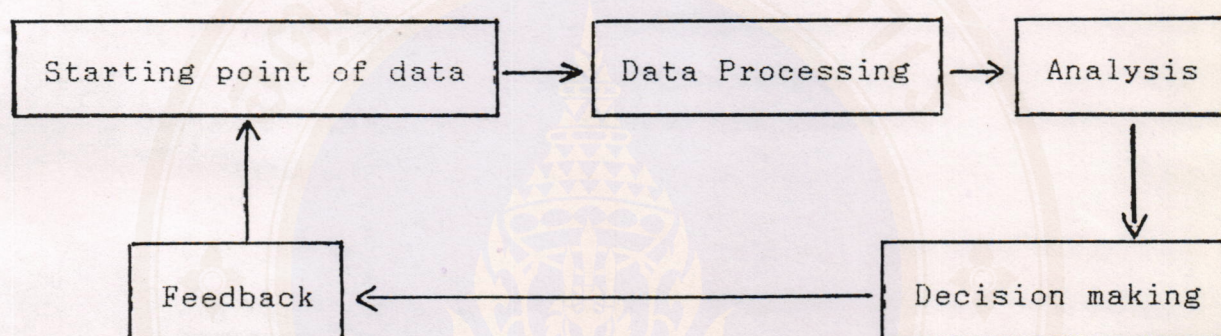 Starting point of data
Data Processing
Analysis
Feedback
Decision making